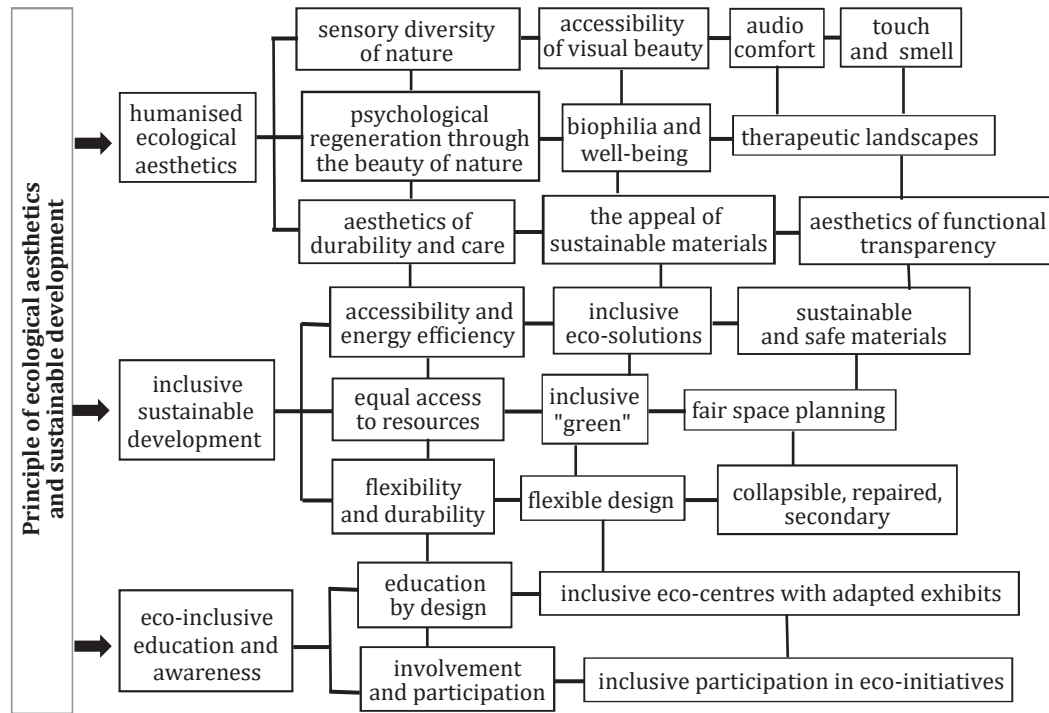 Principle of ecological aesthetics
and sustainable development
humanised
ecological
aesthetics
sensory diversity
of nature
accessibility
of visual beauty
audio
comfort
touch
and smell
psychological
regeneration through
the beauty of nature
biophilia and
well-being
therapeutic landscapes
aesthetics of
durability and care
the appeal of
sustainable materials
aesthetics of functional
transparency
inclusive
sustainable
development
accessibility and
energy efficiency
inclusive
eco-solutions
sustainable
and safe materials
equal access
to resources
inclusive
"green"
fair space planning
flexibility
and durability
flexible design
collapsible, repaired,
secondary
eco-inclusive
education and
awareness
education
by design
inclusive eco-centres with adapted exhibits
involvement
and participation
inclusive participation in eco-initiatives